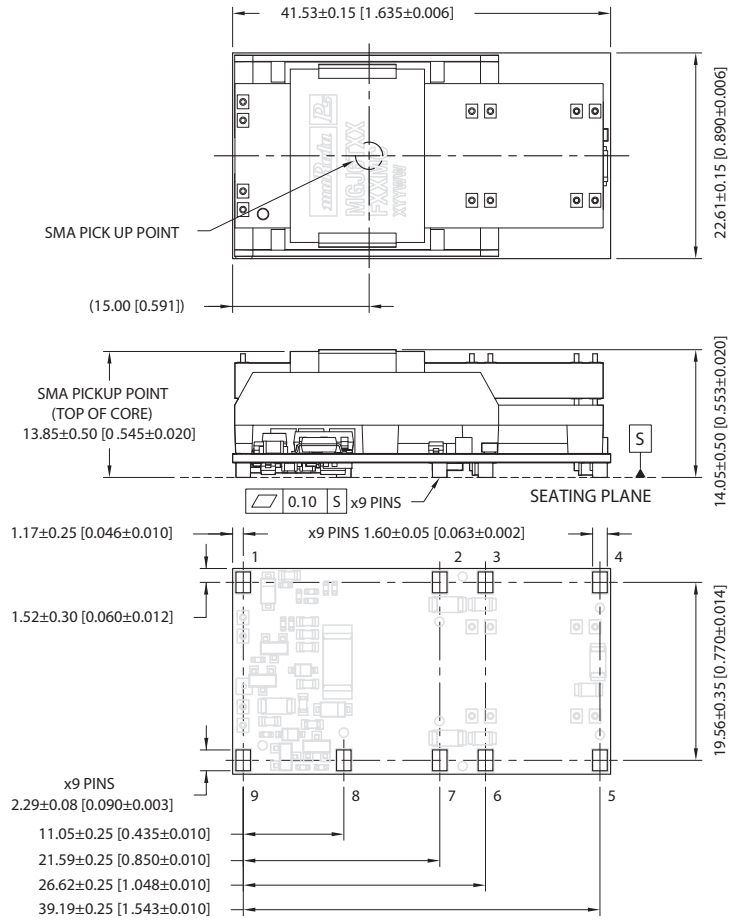 41.53±0.15 [1.635±0.006]
22.61±0.15 [0.890±0.006]
muRata Ps
MGJ6
FXXM
XYYWW
SMA PICK UP POINT
(15.00 [0.591])
SMA PICKUP POINT
(TOP OF CORE)
13.85±0.50 [0.545±0.020]
14.05±0.50 [0.553±0.020]
S
0.10 S x9 PINS
SEATING PLANE
1.17±0.25 [0.046±0.010]
x9 PINS 1.60±0.05 [0.063±0.002]
1 2 3 4
1.52±0.30 [0.060±0.012]
19.56±0.35 [0.770±0.014]
x9 PINS
2.29±0.08 [0.090±0.003]
9 8 7 6 5
11.05±0.25 [0.435±0.010]
21.59±0.25 [0.850±0.010]
26.62±0.25 [1.048±0.010]
39.19±0.25 [1.543±0.010]